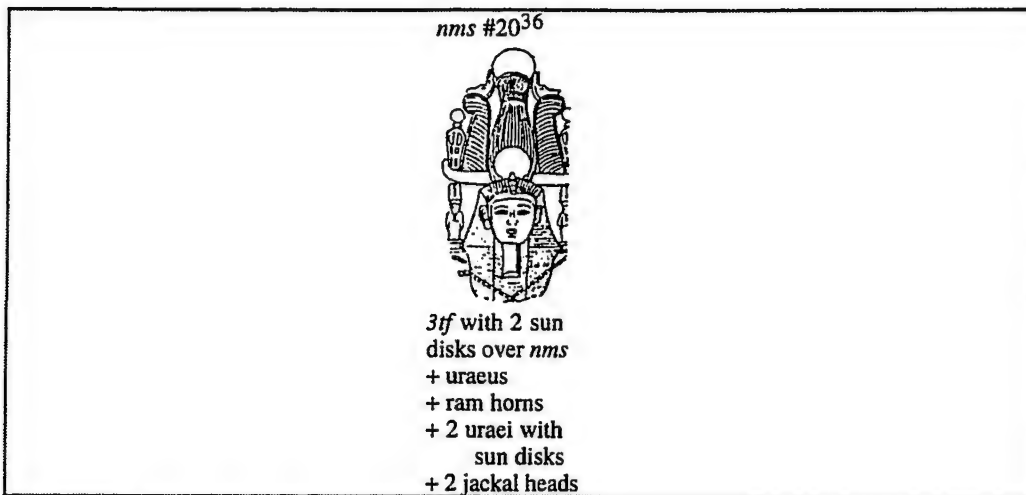 nms #20³⁶
3tf with 2 sun
disks over nms
+ uraeus
+ ram horns
+ 2 uraei with
sun disks
+ 2 jackal heads